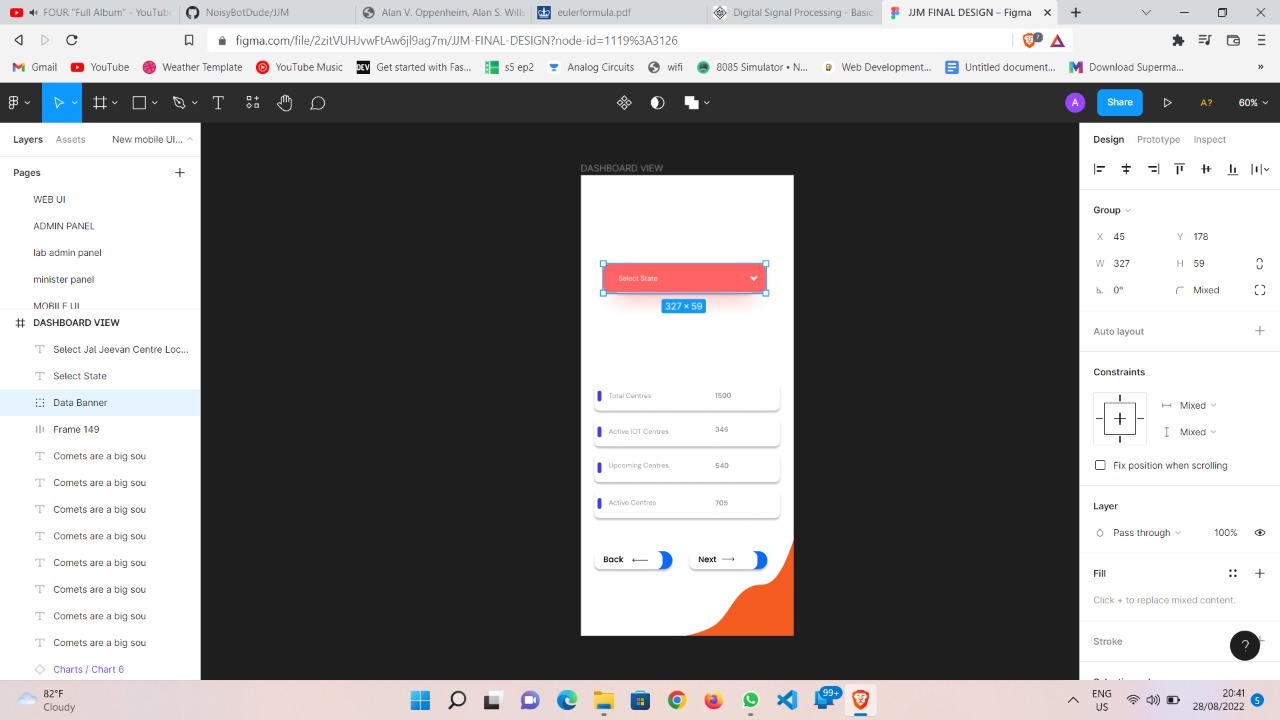 FOUR "Full Album" - YOUTUB
NoisyBotDude/JJM
Alan V. Oppenheim, Alan S. Wills
eulerformula.pdf
Digital Signal Processing - Basic
JJM FINAL DESIGN – Figma
figma.com/file/2zitVUHJvwFtAw6jl9ag7m/JJM-FINAL-DESIGN?node-id=1119%3A3126
7
Gmail
YouTube
Weather Template
YouTube Music
DEV
Get started with Fas...
s5 ep2
Analog Circuits
wifi
8085 Simulator • N...
Web Development...
Untitled document...
Download Superma...
»
A
Share
A?
60%
Layers
Assets
New mobile UI...
Design
Prototype
Inspect
Pages
WEB UI
ADMIN PANEL
lab admin panel
minister panel
MOBILE UI
DASHBOARD VIEW
Select Jal Jeevan Centre Loc...
Select State
Data Banner
Frame 149
Comets are a big sou
Comets are a big sou
Comets are a big sou
Comets are a big sou
Comets are a big sou
Comets are a big sou
Comets are a big sou
Comets are a big sou
Charts / Chart 6
DASHBOARD VIEW
Select State
327 × 59
Total Centres 1500
Active IOT Centres 346
Upcoming Centres 540
Active Centres 705
Back
Next
Group
X 45 Y 178
W 327 H 59
0° Mixed
Auto layout
Constraints
Mixed
Mixed
Fix position when scrolling
Layer
Pass through 100%
Fill
Click + to replace mixed content.
Stroke
?
82°F
Cloudy
99+
ENG
US
20:41
28/08/2022
5